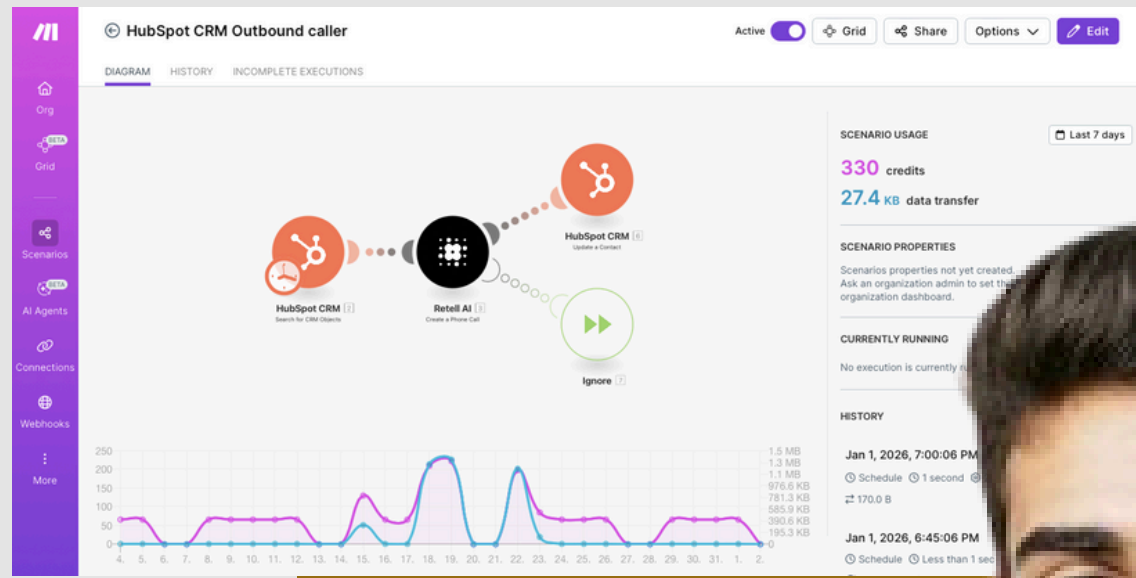 HubSpot CRM Outbound caller
Active
Grid
Share
Options
Edit
DIAGRAM
HISTORY
INCOMPLETE EXECUTIONS
Org
BETA
Grid
Scenarios
BETA
AI Agents
Connections
Webhooks
More
HubSpot CRM
Search for CRM Objects
Retell AI
Create a Phone Call
HubSpot CRM
Update a Contact
Ignore
SCENARIO USAGE
Last 7 days
330 credits
27.4 KB data transfer
SCENARIO PROPERTIES
Scenarios properties not yet created.
Ask an organization admin to set
organization dashboard.
CURRENTLY RUNNING
No execution is currently
HISTORY
Jan 1, 2026, 7:00:06 PM
Schedule 1 second
170.0 B
Jan 1, 2026, 6:45:06 PM
Schedule Less than 1 sec
250
200
150
100
50
0
1.5 MB
1.3 MB
1.1 MB
976.6 KB
781.3 KB
585.9 KB
390.6 KB
195.3 KB
0
4. 5. 6. 7. 8. 9. 10. 11. 12. 13. 14. 15. 16. 17. 18. 19. 20. 21. 22. 23. 24. 25. 26. 27. 28. 29. 30. 31. 1. 2.